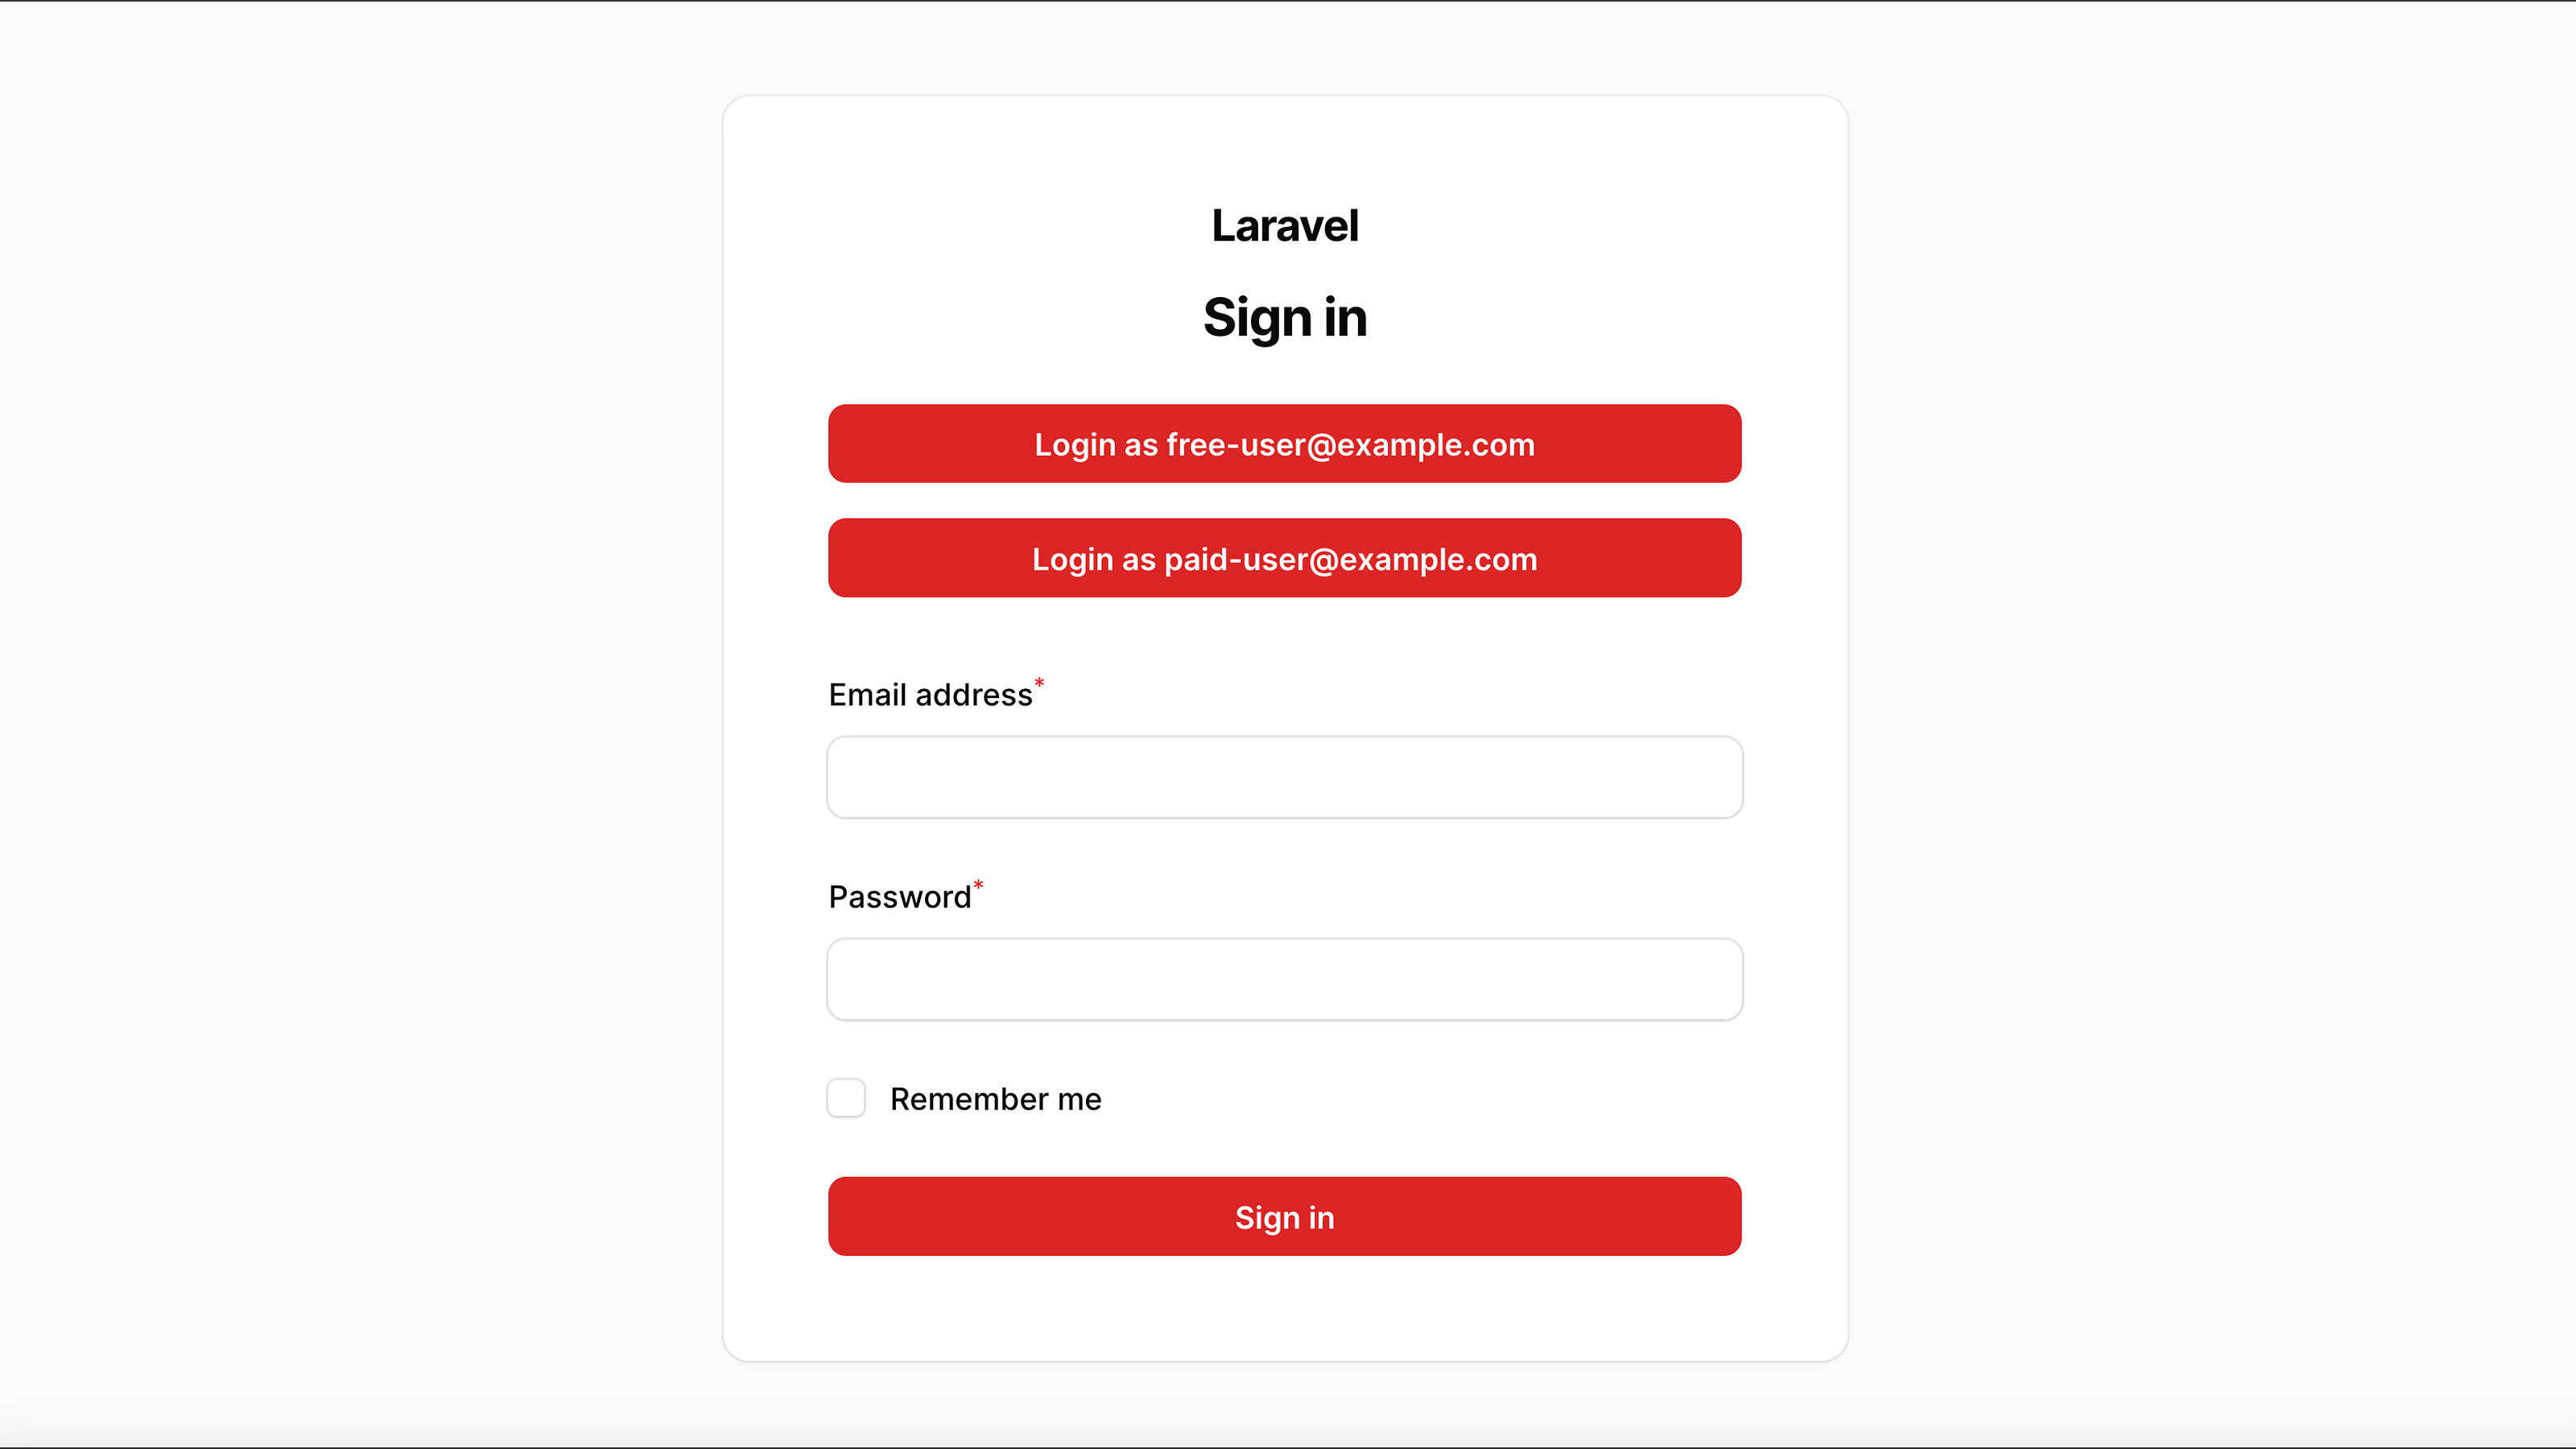 Laravel
Sign in
Login as free-user@example.com
Login as paid-user@example.com
Email address*
Password*
Remember me
Sign in